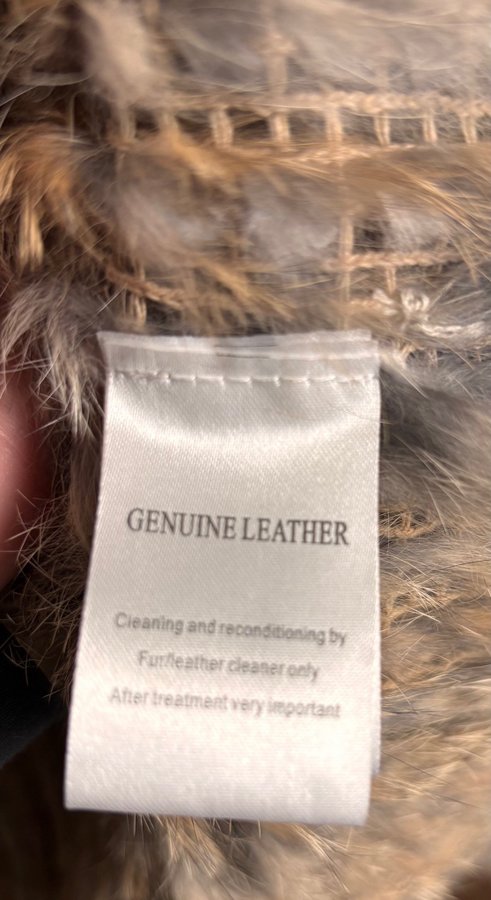 GENUINE LEATHER
Cleaning and reconditioning by
Fur/leather cleaner only
After treatment very important